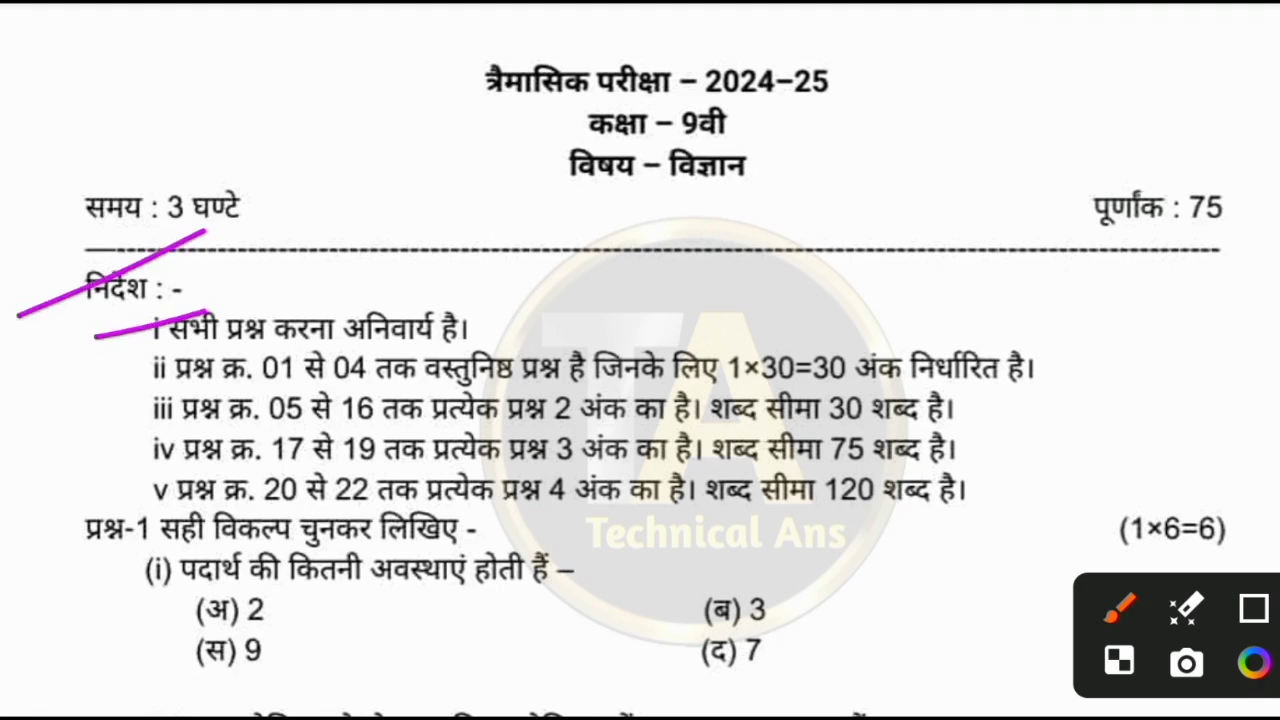 त्रैमासिक परीक्षा – 2024–25
कक्षा – 9वी
विषय – विज्ञान
समय : 3 घण्टे पूर्णांक : 75
निर्देश : -
i सभी प्रश्न करना अनिवार्य है।
ii प्रश्न क्र. 01 से 04 तक वस्तुनिष्ठ प्रश्न है जिनके लिए 1×30=30 अंक निर्धारित है।
iii प्रश्न क्र. 05 से 16 तक प्रत्येक प्रश्न 2 अंक का है। शब्द सीमा 30 शब्द है।
iv प्रश्न क्र. 17 से 19 तक प्रत्येक प्रश्न 3 अंक का है। शब्द सीमा 75 शब्द है।
v प्रश्न क्र. 20 से 22 तक प्रत्येक प्रश्न 4 अंक का है। शब्द सीमा 120 शब्द है।
प्रश्न-1 सही विकल्प चुनकर लिखिए - (1×6=6)
Technical Ans
(i) पदार्थ की कितनी अवस्थाएं होती हैं –
(अ) 2 (ब) 3
(स) 9 (द) 7
TA